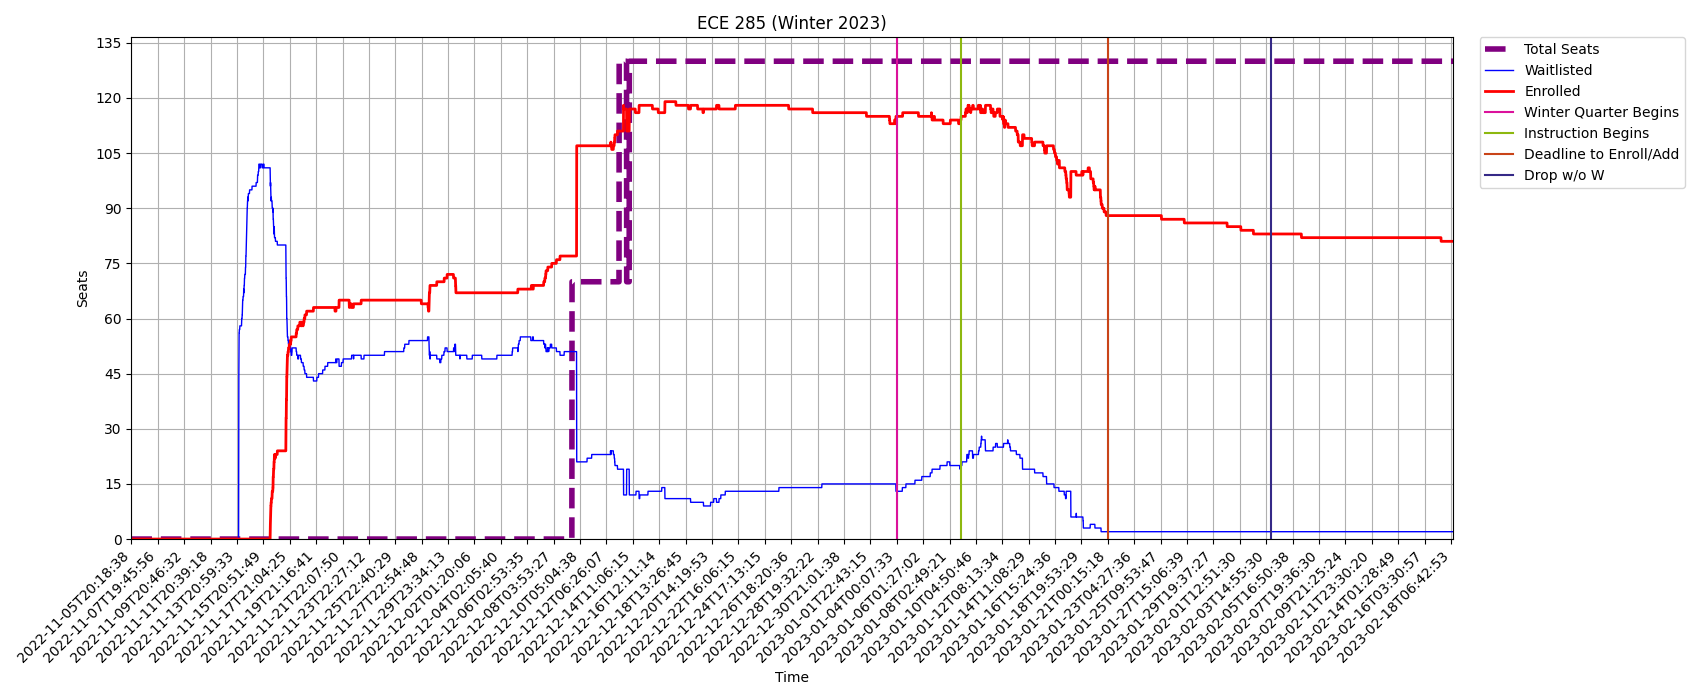 ECE 285 (Winter 2023)
135
120
105
90
75
60
45
30
15
0
Seats
2022-11-05T20:18:38
2022-11-07T19:45:56
2022-11-09T20:46:32
2022-11-11T20:39:18
2022-11-13T20:59:33
2022-11-15T20:51:49
2022-11-17T21:04:25
2022-11-19T21:16:41
2022-11-21T22:07:50
2022-11-23T22:27:12
2022-11-25T22:40:29
2022-11-27T22:54:48
2022-11-29T23:34:13
2022-12-02T01:20:06
2022-12-04T02:05:40
2022-12-06T02:53:35
2022-12-08T03:53:27
2022-12-10T05:04:38
2022-12-12T06:26:07
2022-12-14T11:06:15
2022-12-16T12:11:14
2022-12-18T13:26:45
2022-12-20T14:19:53
2022-12-22T16:06:15
2022-12-24T17:13:15
2022-12-26T18:20:36
2022-12-28T19:32:22
2022-12-30T21:01:38
2023-01-01T22:43:15
2023-01-04T00:07:33
2023-01-06T01:27:02
2023-01-08T02:49:21
2023-01-10T04:50:46
2023-01-12T08:13:34
2023-01-14T11:08:29
2023-01-16T15:24:36
2023-01-18T19:53:29
2023-01-21T00:15:18
2023-01-23T04:27:36
2023-01-25T09:53:47
2023-01-27T15:06:39
2023-01-29T19:37:27
2023-02-01T12:51:30
2023-02-03T14:55:30
2023-02-05T16:50:38
2023-02-07T19:36:30
2023-02-09T21:25:24
2023-02-11T23:30:20
2023-02-14T01:28:49
2023-02-16T03:30:57
2023-02-18T06:42:53
Time
Total Seats
Waitlisted
Enrolled
Winter Quarter Begins
Instruction Begins
Deadline to Enroll/Add
Drop w/o W